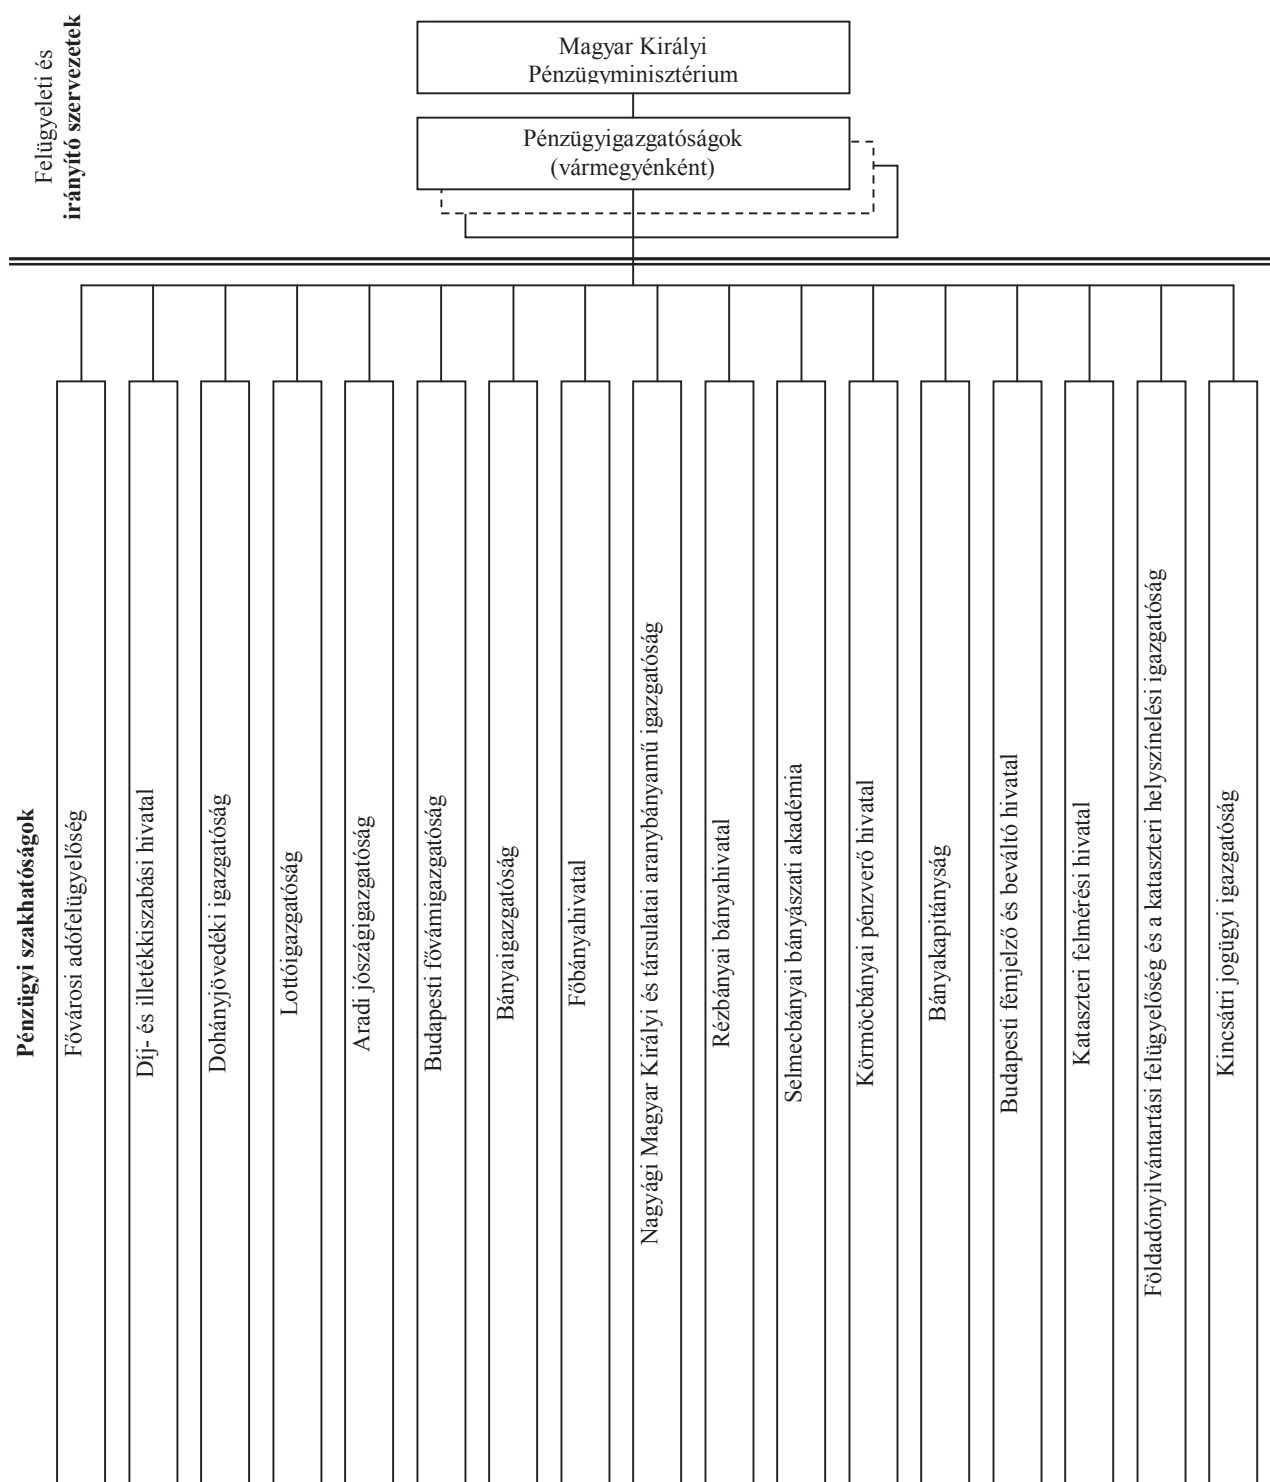 Felügyeleti és
irányító szervezetek
Magyar Királyi
Pénzügyminisztérium
Pénzügyigazgatóságok
(vármegyénként)
Pénzügyi szakhatóságok
Fővárosi adófelügyelőség
Díj- és illetékkiszabási hivatal
Dohányjövedéki igazgatóság
Lottóigazgatóság
Aradi jószágigazgatóság
Budapesti fővámigazgatóság
Bányaigazgatóság
Főbányahivatal
Nagyági Magyar Királyi és társulatai aranybányamű igazgatóság
Rézbányai bányahivatal
Selmecbányai bányászati akadémia
Körmöcbányai pénzverő hivatal
Bányakapitányság
Budapesti fémjelző és beváltó hivatal
Kataszteri felmérési hivatal
Földadónyilvántartási felügyelőség és a kataszteri helyszínelési igazgatóság
Kincsátri jogügyi igazgatóság